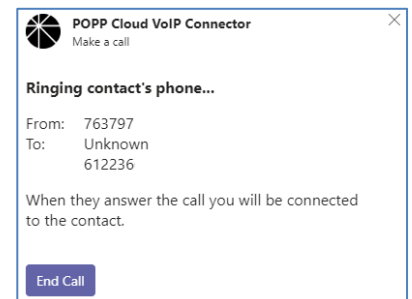 POPP Cloud VoIP Connector
Make a call
Ringing contact's phone...
From: 763797
To: Unknown
612236
When they answer the call you will be connected
to the contact.
End Call